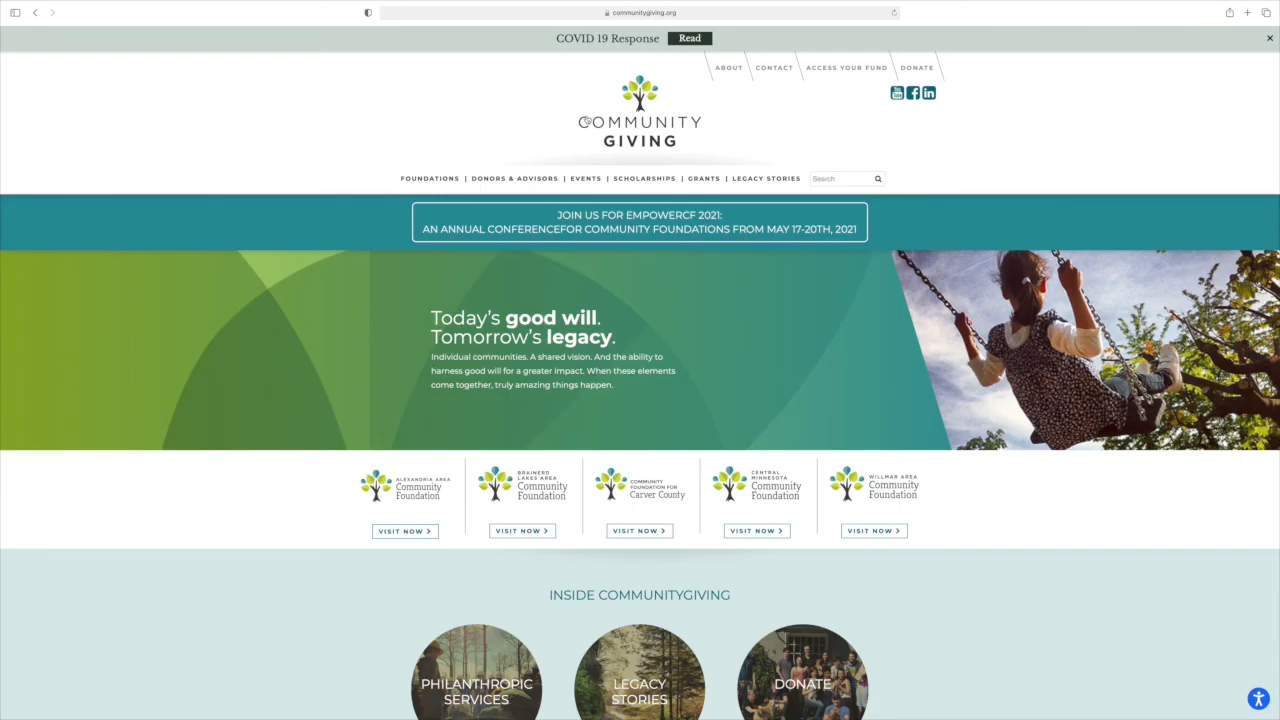 communitygiving.org
COVID 19 Response Read
ABOUT CONTACT ACCESS YOUR FUND DONATE
You Tube
COMMUNITY
GIVING
FOUNDATIONS | DONORS & ADVISORS | EVENTS | SCHOLARSHIPS | GRANTS | LEGACY STORIES Search
JOIN US FOR EMPOWERCF 2021:
AN ANNUAL CONFERENCEFOR COMMUNITY FOUNDATIONS FROM MAY 17-20TH, 2021
Today's good will.
Tomorrow's legacy.
Individual communities. A shared vision. And the ability to
harness good will for a greater impact. When these elements
come together, truly amazing things happen.
ALEXANDRIA AREA
Community
Foundation
VISIT NOW >
BRAINERD
LAKES AREA
Community
Foundation
VISIT NOW >
COMMUNITY
FOUNDATION FOR
Carver County
VISIT NOW >
CENTRAL
MINNESOTA
Community
Foundation
VISIT NOW >
WILLMAR AREA
Community
Foundation
VISIT NOW >
INSIDE COMMUNITYGIVING
PHILANTHROPIC
SERVICES
LEGACY
STORIES
DONATE